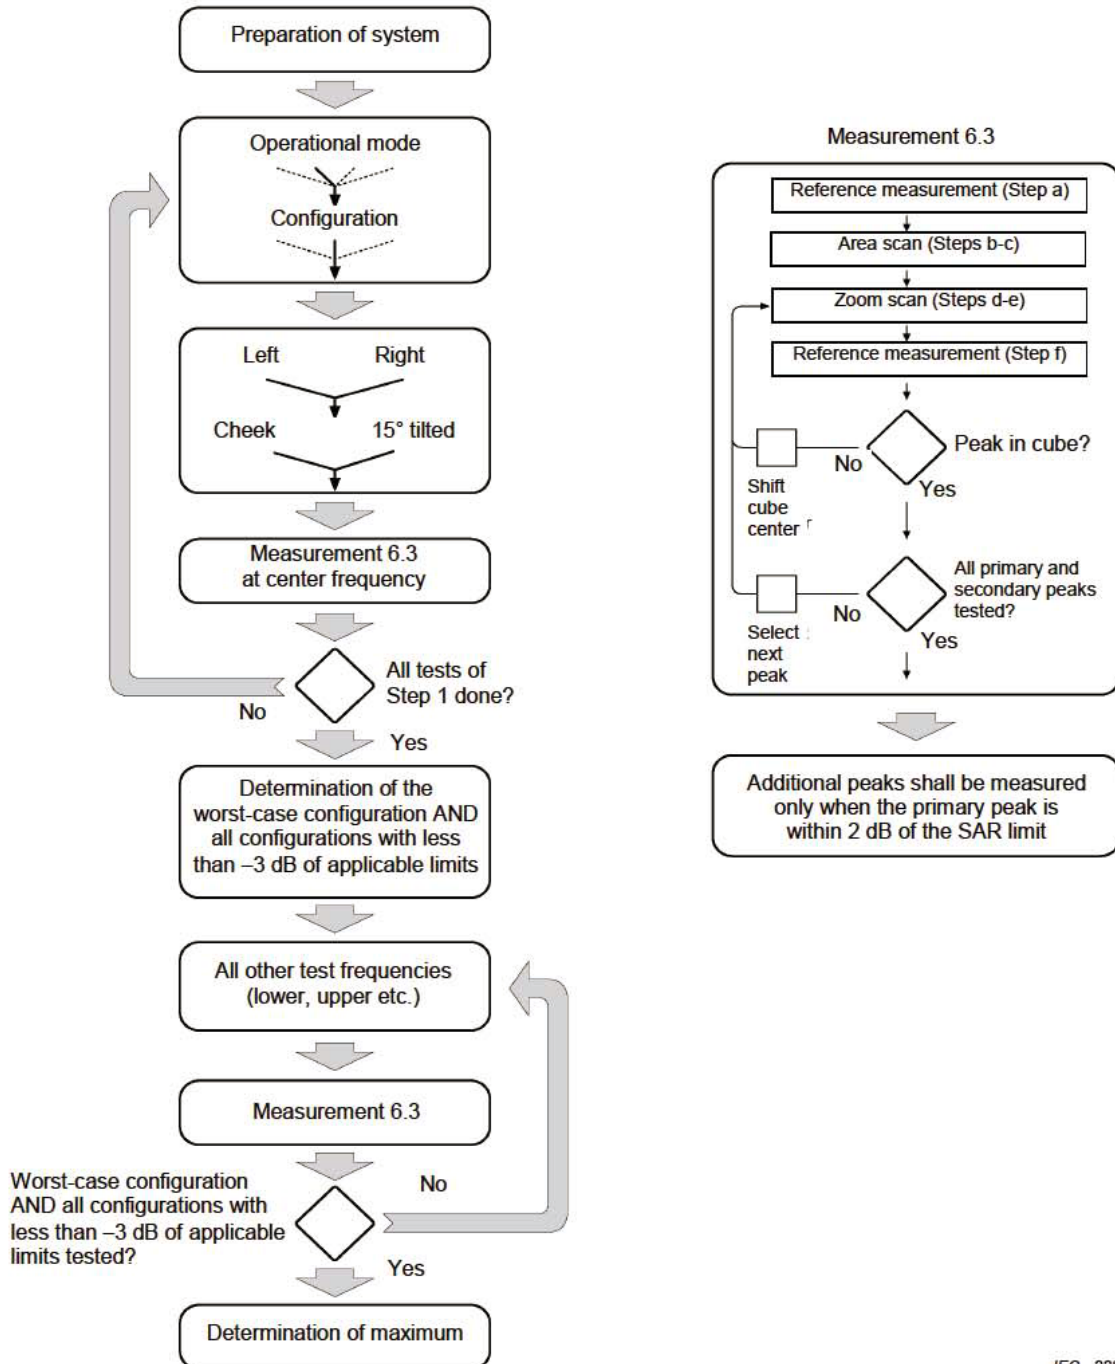 Preparation of system
Operational mode
Configuration
Left
Right
Cheek
15° tilted
Measurement 6.3
at center frequency
All tests of
Step 1 done?
No
Yes
Determination of the
worst-case configuration AND
all configurations with less
than –3 dB of applicable limits
All other test frequencies
(lower, upper etc.)
Measurement 6.3
Worst-case configuration
AND all configurations with
less than –3 dB of applicable
limits tested?
No
Yes
Determination of maximum
Measurement 6.3
Reference measurement (Step a)
Area scan (Steps b-c)
Zoom scan (Steps d-e)
Reference measurement (Step f)
Peak in cube?
No
Yes
Shift
cube
center
All primary and
secondary peaks
tested?
No
Yes
Select
next
peak
Additional peaks shall be measured
only when the primary peak is
within 2 dB of the SAR limit